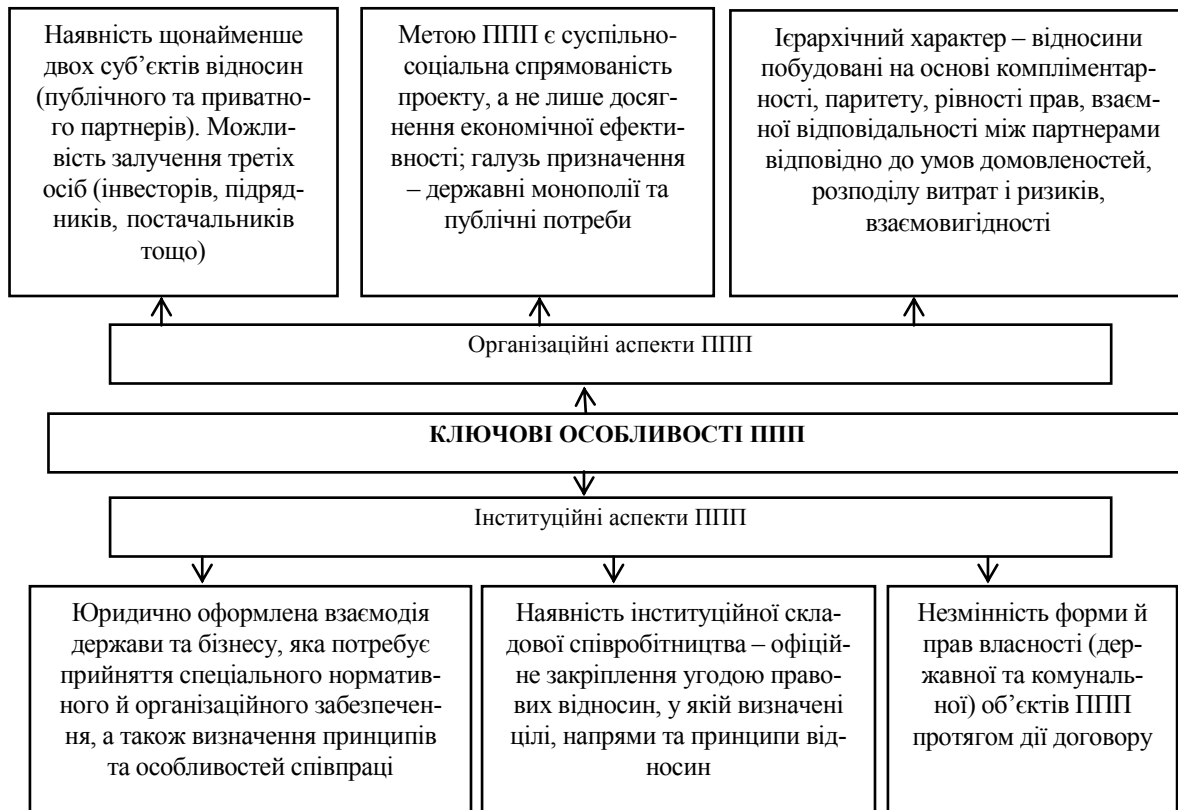 Наявність щонайменше
двох суб’єктів відносин
(публічного та приватно-
го партнерів). Можли-
вість залучення третіх
осіб (інвесторів, підряд-
ників, постачальників
тощо)
Метою ППП є суспільно-
соціальна спрямованість
проекту, а не лише досяг-
нення економічної ефекти-
вності; галузь призначення
– державні монополії та
публічні потреби
Ієрархічний характер – відносини
побудовані на основі компліментар-
ності, паритету, рівності прав, взаєм-
ної відповідальності між партнерами
відповідно до умов домовленостей,
розподілу витрат і ризиків,
взаємовигідності
Організаційні аспекти ППП
КЛЮЧОВІ ОСОБЛИВОСТІ ППП
Інституційні аспекти ППП
Юридично оформлена взаємодія
держави та бізнесу, яка потребує
прийняття спеціального норматив-
ного й організаційного забезпечен-
ня, а також визначення принципів
та особливостей співпраці
Наявність інституційної скла-
дової співробітництва – офіцій-
не закріплення угодою право-
вих відносин, у якій визначені
цілі, напрями та принципи від-
носин
Незмінність форми й
прав власності (дер-
жавної та комуналь-
ної) об’єктів ППП
протягом дії договору